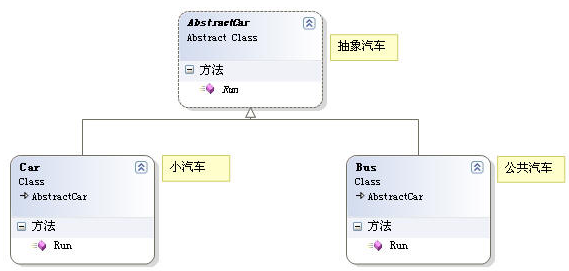 AbstractCar
Abstract Class
抽象汽车
方法
Run
Car
Class
AbstractCar
小汽车
方法
Run
Bus
Class
AbstractCar
公共汽车
方法
Run